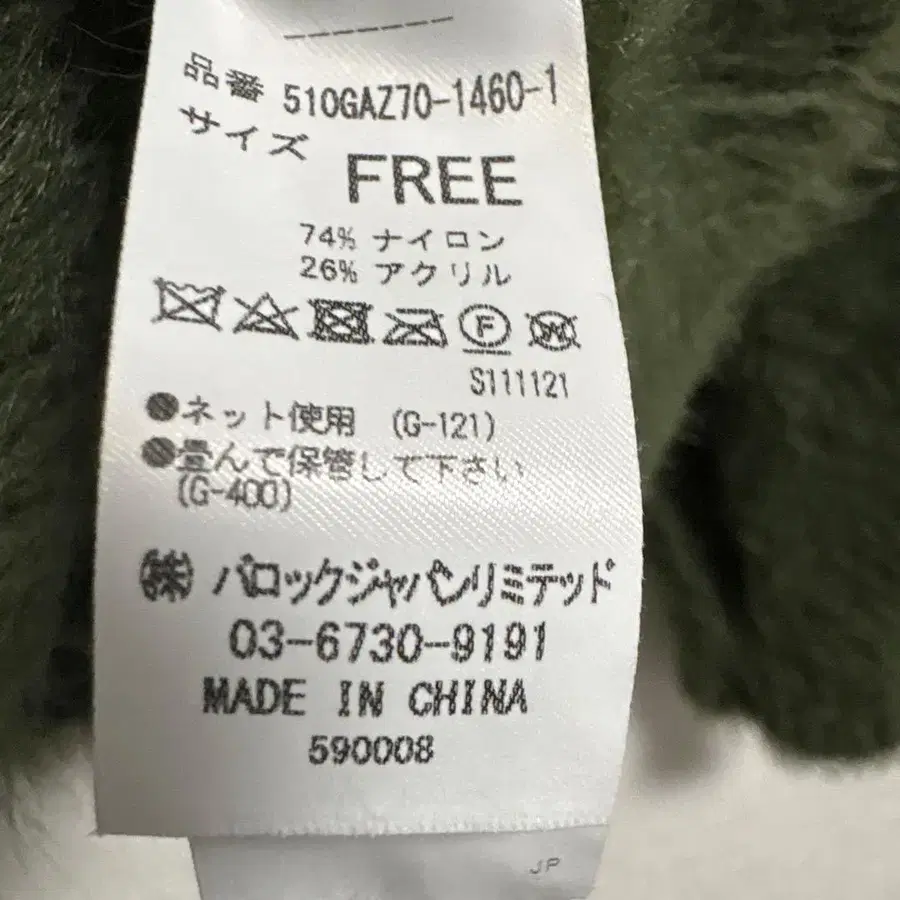 品番 510GAZ70-1460-1
サイズ
FREE
74% ナイロン
26% アクリル
F W
S111121
●ネット使用 (G-121)
●畳んで保管して下さい
(G-400)
㈱ バロックジャパンリミテッド
03-6730-9191
MADE IN CHINA
590008
JP